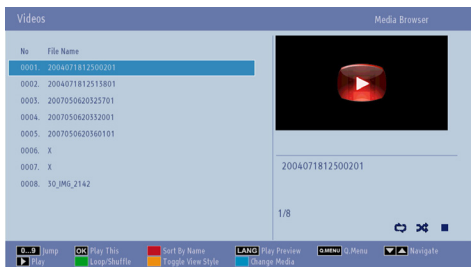 Videos Media Browser
No File Name
0001. 2004071812500201
0002. 2004071812513801
0003. 2007050620325701
0004. 2007050620332001
0005. 2007050620360101
0006. X
0007. X
0008. 30_IMG_2142
2004071812500201
1/8
0...9 Jump OK Play This Sort By Name LANG Play Preview Q.MENU Q.Menu Navigate
Play Loop/Shuffle Toggle View Style Change Media